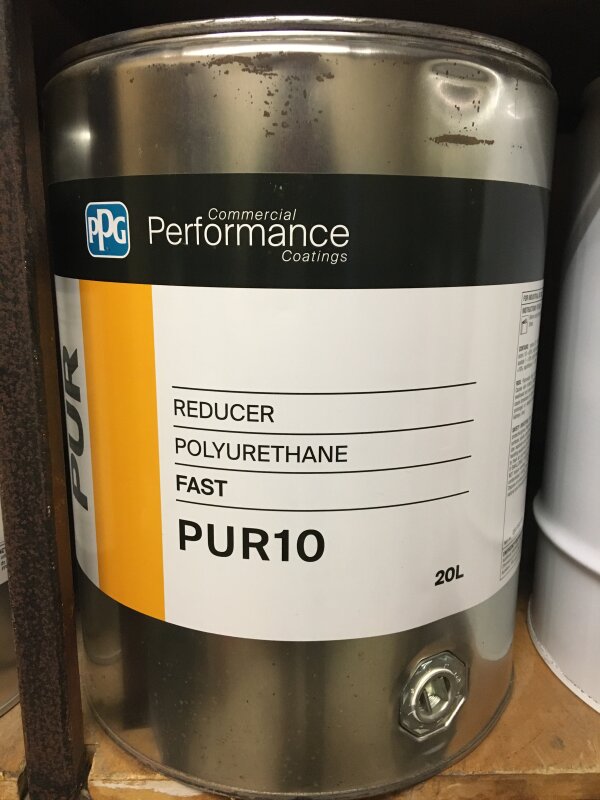 PPG
Commercial
Performance
Coatings
PUR
REDUCER
POLYURETHANE
FAST
PUR10
20L